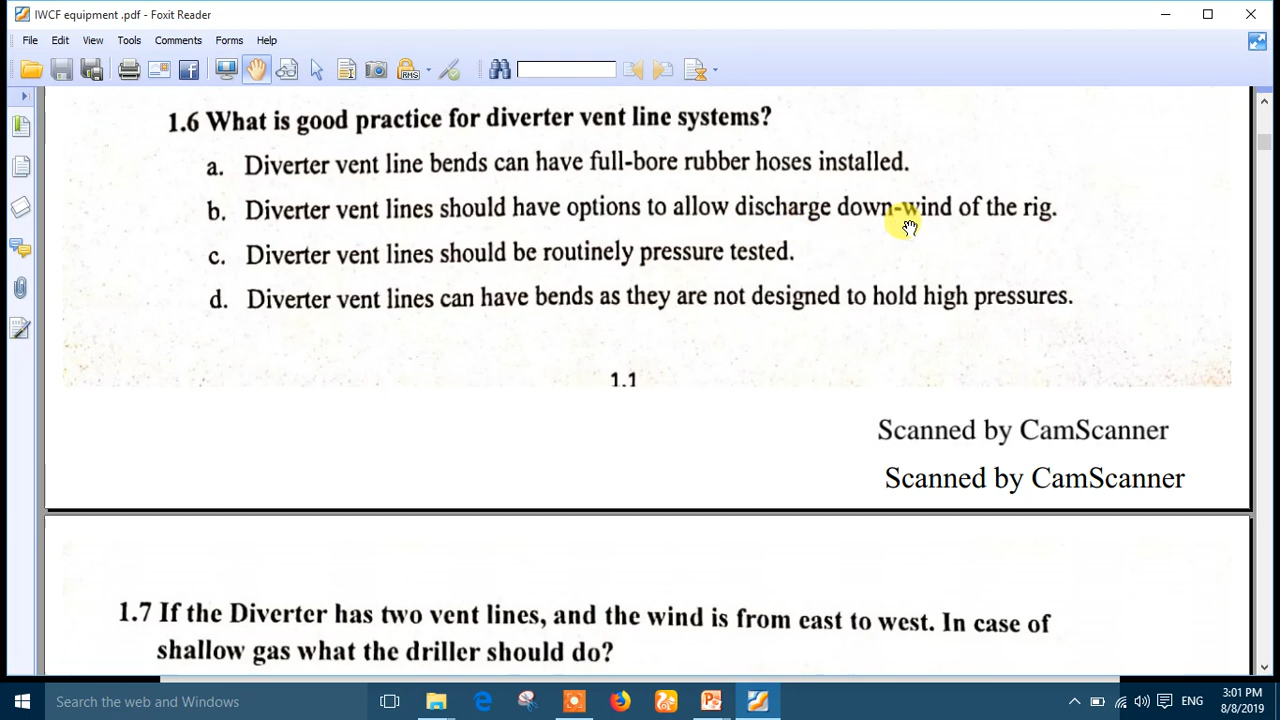 IWCF equipment .pdf - Foxit Reader
File Edit View Tools Comments Forms Help
1.6 What is good practice for diverter vent line systems?
a. Diverter vent line bends can have full-bore rubber hoses installed.
b. Diverter vent lines should have options to allow discharge down-wind of the rig.
c. Diverter vent lines should be routinely pressure tested.
d. Diverter vent lines can have bends as they are not designed to hold high pressures.
1.1
Scanned by CamScanner
Scanned by CamScanner
1.7 If the Diverter has two vent lines, and the wind is from east to west. In case of
shallow gas what the driller should do?
Search the web and Windows
ENG
3:01 PM
8/8/2019